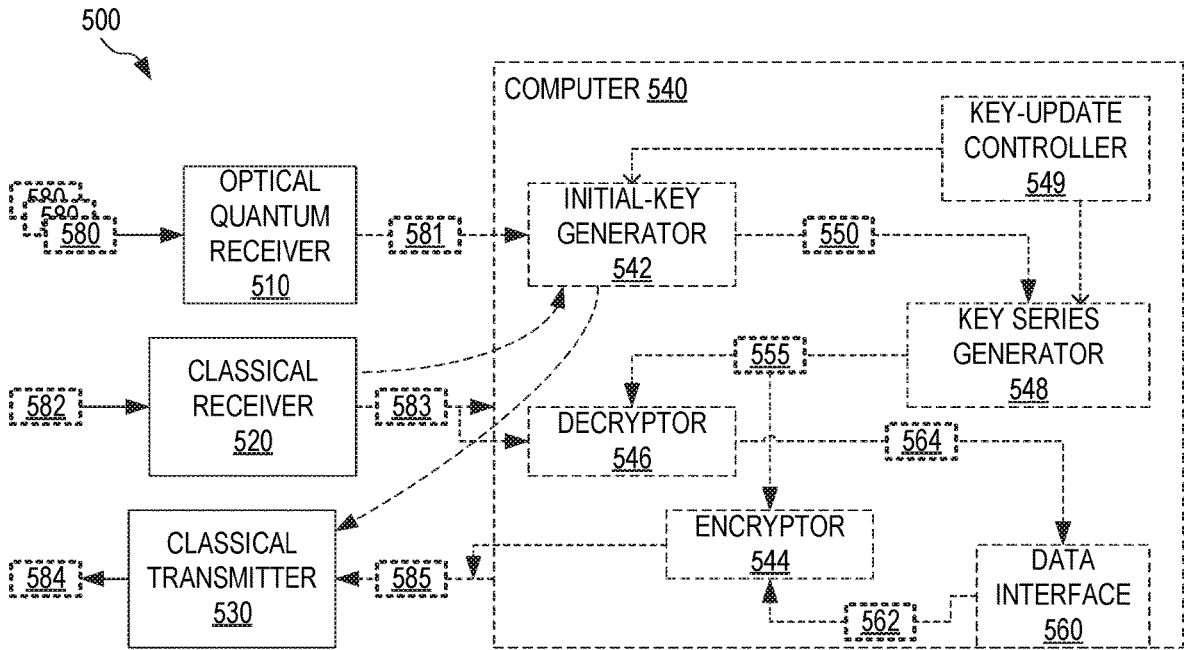 500
COMPUTER 540
KEY-UPDATE
CONTROLLER
549
580
580
580
OPTICAL
QUANTUM
RECEIVER
510
581
INITIAL-KEY
GENERATOR
542
550
KEY SERIES
GENERATOR
548
555
582
CLASSICAL
RECEIVER
520
583
DECRYPTOR
546
564
ENCRYPTOR
544
584
CLASSICAL
TRANSMITTER
530
585
562
DATA
INTERFACE
560